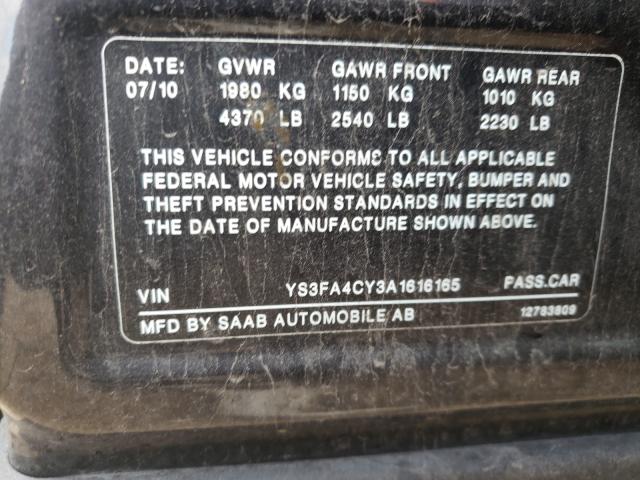 DATE: GVWR GAWR FRONT GAWR REAR
07/10 1980 KG 1150 KG 1010 KG
4370 LB 2540 LB 2230 LB
THIS VEHICLE CONFORMS TO ALL APPLICABLE
FEDERAL MOTOR VEHICLE SAFETY, BUMPER AND
THEFT PREVENTION STANDARDS IN EFFECT ON
THE DATE OF MANUFACTURE SHOWN ABOVE.
VIN YS3FA4CY3A1616165 PASS.CAR
MFD BY SAAB AUTOMOBILE AB 12783809